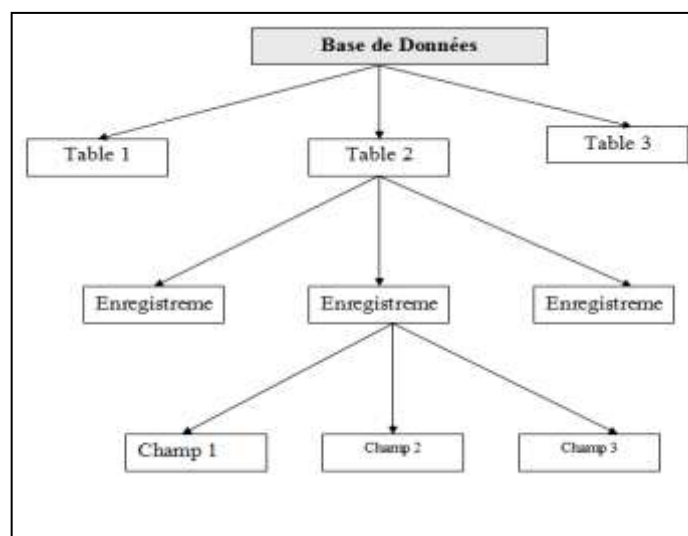 Base de Données
Table 1
Table 2
Table 3
Enregistreme
Enregistreme
Enregistreme
Champ 1
Champ 2
Champ 3